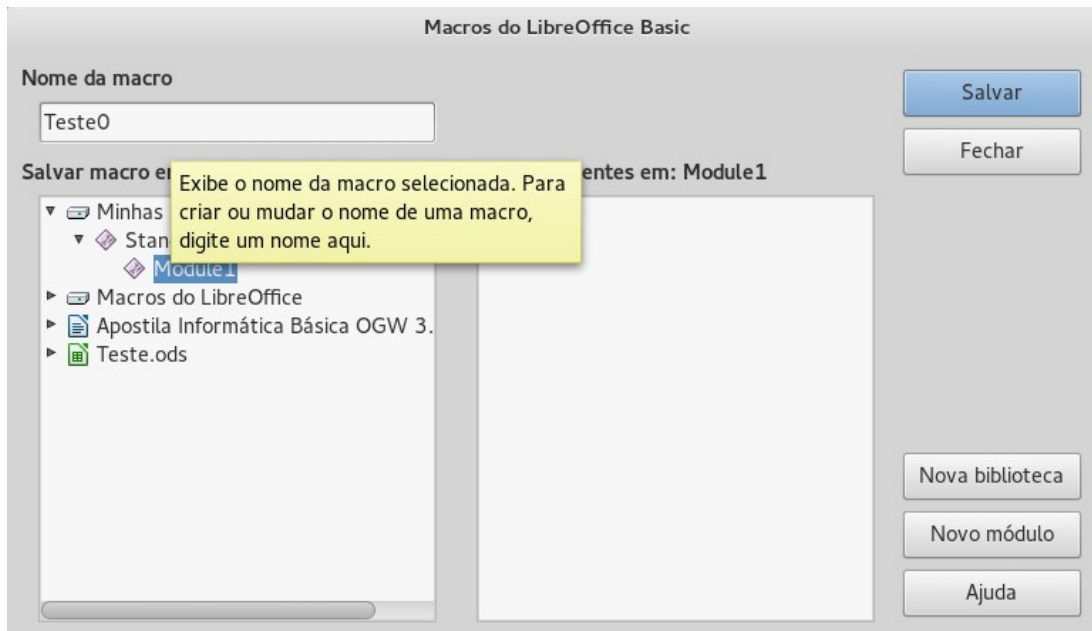 Macros do LibreOffice Basic
Nome da macro
Salvar
Teste0
Fechar
Salvar macro e
entes em: Module1
Exibe o nome da macro selecionada. Para
criar ou mudar o nome de uma macro,
digite um nome aqui.
Minhas
Stan
Module1
Macros do LibreOffice
Apostila Informática Básica OGW 3.
Teste.ods
Nova biblioteca
Novo módulo
Ajuda